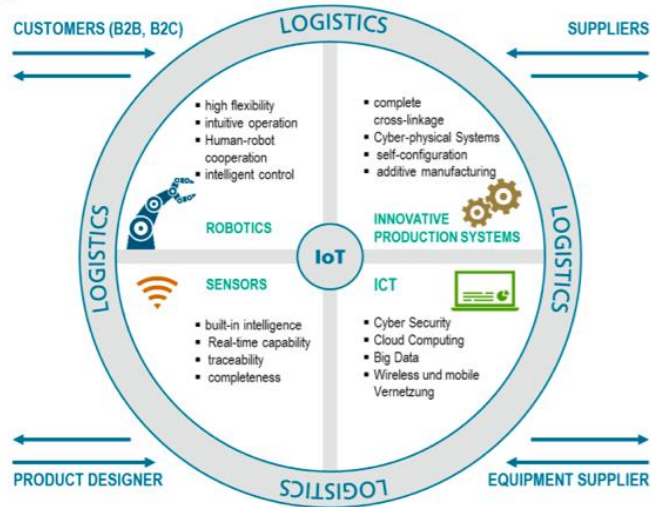 LOGISTICS
CUSTOMERS (B2B, B2C)
SUPPLIERS
▪ high flexibility
▪ intuitive operation
▪ Human-robot
cooperation
▪ intelligent control
ROBOTICS
▪ complete
cross-linkage
▪ Cyber-physical Systems
▪ self-configuration
▪ additive manufacturing
INNOVATIVE
PRODUCTION SYSTEMS
LOGISTICS
LOGISTICS
IoT
SENSORS
▪ built-in intelligence
▪ Real-time capability
▪ traceability
▪ completeness
ICT
▪ Cyber Security
▪ Cloud Computing
▪ Big Data
▪ Wireless und mobile
Vernetzung
PRODUCT DESIGNER
EQUIPMENT SUPPLIER
LOGISTICS